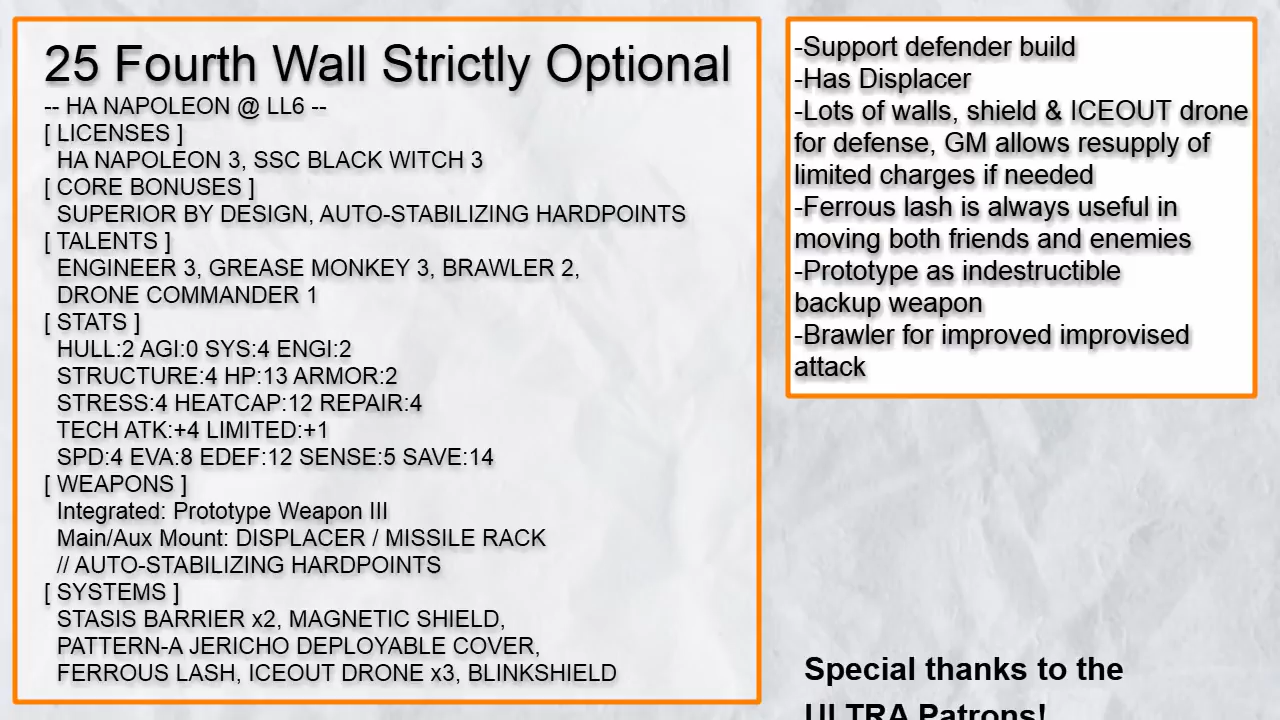 25 Fourth Wall Strictly Optional
-- HA NAPOLEON @ LL6 --
[ LICENSES ]
HA NAPOLEON 3, SSC BLACK WITCH 3
[ CORE BONUSES ]
SUPERIOR BY DESIGN, AUTO-STABILIZING HARDPOINTS
[ TALENTS ]
ENGINEER 3, GREASE MONKEY 3, BRAWLER 2,
DRONE COMMANDER 1
[ STATS ]
HULL:2 AGI:0 SYS:4 ENGI:2
STRUCTURE:4 HP:13 ARMOR:2
STRESS:4 HEATCAP:12 REPAIR:4
TECH ATK:+4 LIMITED:+1
SPD:4 EVA:8 EDEF:12 SENSE:5 SAVE:14
[ WEAPONS ]
Integrated: Prototype Weapon III
Main/Aux Mount: DISPLACER / MISSILE RACK
// AUTO-STABILIZING HARDPOINTS
[ SYSTEMS ]
STASIS BARRIER x2, MAGNETIC SHIELD,
PATTERN-A JERICHO DEPLOYABLE COVER,
FERROUS LASH, ICEOUT DRONE x3, BLINKSHIELD
-Support defender build
-Has Displacer
-Lots of walls, shield & ICEOUT drone
for defense, GM allows resupply of
limited charges if needed
-Ferrous lash is always useful in
moving both friends and enemies
-Prototype as indestructible
backup weapon
-Brawler for improved improvised
attack
Special thanks to the
ULTRA Patrons!